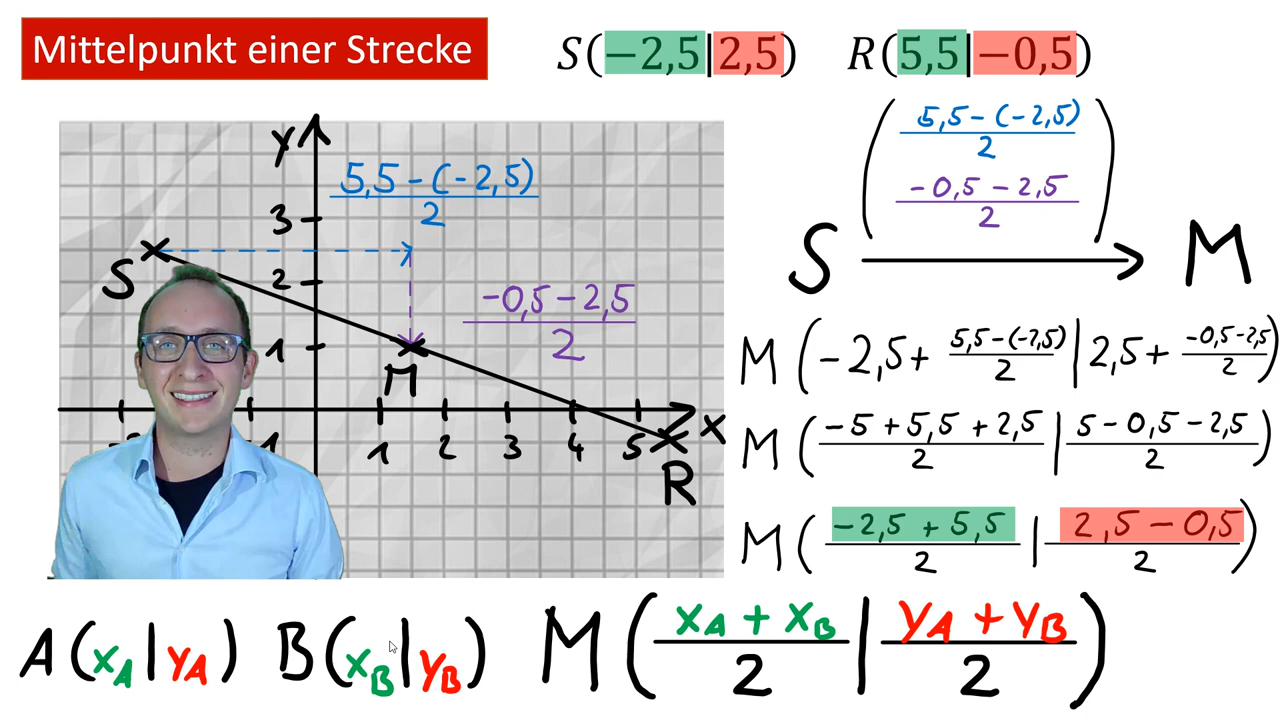 Mittelpunkt einer Strecke
S(−2,5|2,5) R(5,5|−0,5)
y
5,5 - (-2,5)
2
3
2
1
S
-0,5 - 2,5
2
M
1 2 3 4 5 x
R
5,5 - (-2,5)
2
-0,5 - 2,5
2
S M
M ( -2,5 + 5,5-(-2,5)/2 | 2,5 + -0,5-2,5/2 )
M ( -5 + 5,5 + 2,5/2 | 5 - 0,5 - 2,5/2 )
M ( -2,5 + 5,5/2 | 2,5 - 0,5/2 )
A (xA | yA) B (xB | yB) M ( xA + xB/2 | yA + yB/2 )